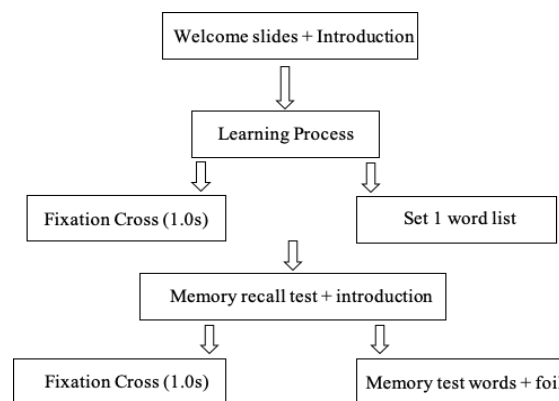 Welcome slides + Introduction
Learning Process
Fixation Cross (1.0s)
Set 1 word list
Memory recall test + introduction
Fixation Cross (1.0s)
Memory test words + foil